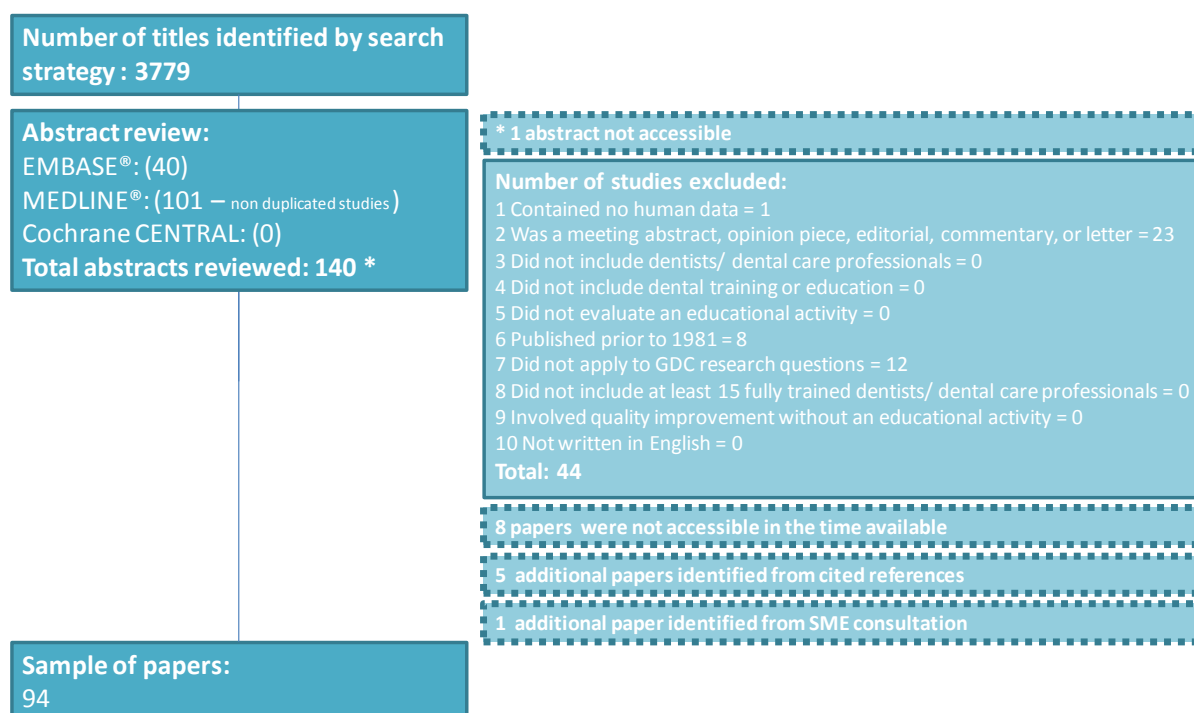 Number of titles identified by search
strategy : 3779
Abstract review:
EMBASE®: (40)
MEDLINE®: (101 – non duplicated studies )
Cochrane CENTRAL: (0)
Total abstracts reviewed: 140 *
* 1 abstract not accessible
Number of studies excluded:
1 Contained no human data = 1
2 Was a meeting abstract, opinion piece, editorial, commentary, or letter = 23
3 Did not include dentists/ dental care professionals = 0
4 Did not include dental training or education = 0
5 Did not evaluate an educational activity = 0
6 Published prior to 1981 = 8
7 Did not apply to GDC research questions = 12
8 Did not include at least 15 fully trained dentists/ dental care professionals = 0
9 Involved quality improvement without an educational activity = 0
10 Not written in English = 0
Total: 44
8 papers were not accessible in the time available
5 additional papers identified from cited references
1 additional paper identified from SME consultation
Sample of papers:
94